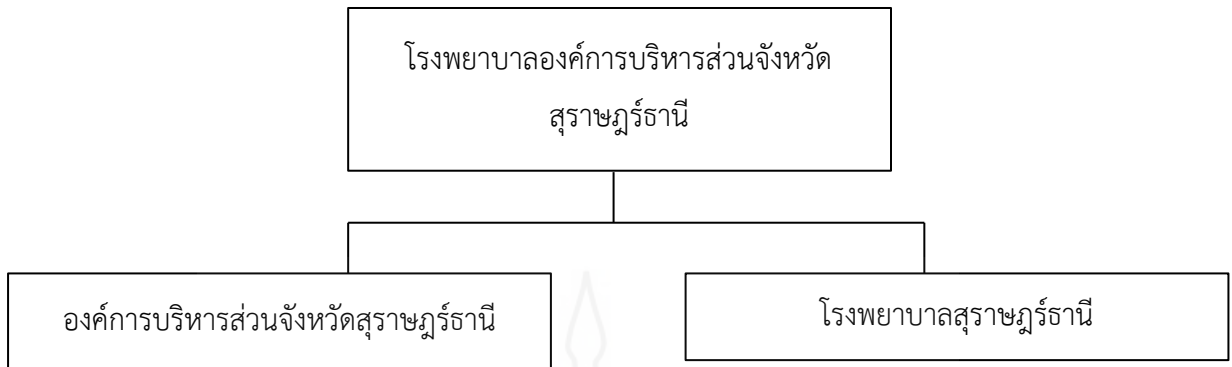 โรงพยาบาลองค์การบริหารส่วนจังหวัด
สุราษฎร์ธานี
องค์การบริหารส่วนจังหวัดสุราษฎร์ธานี
โรงพยาบาลสุราษฎร์ธานี